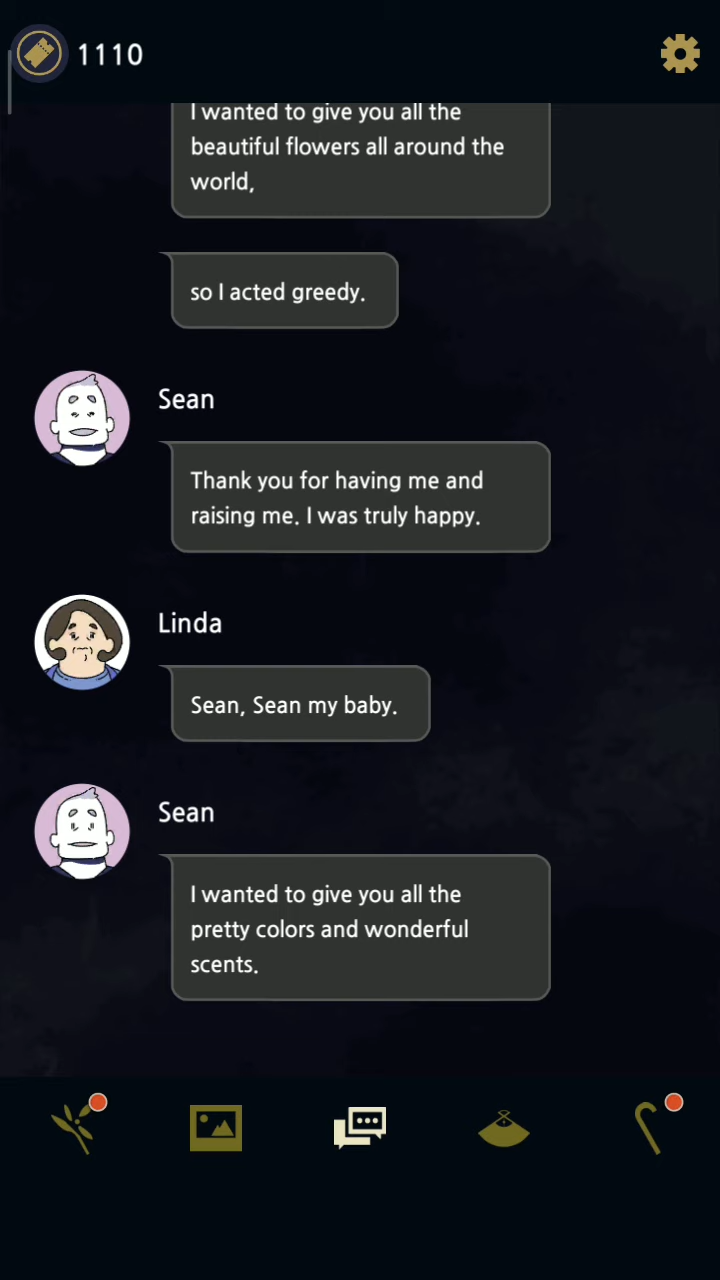 1110
I wanted to give you all the
beautiful flowers all around the
world,
so I acted greedy.
Sean
Thank you for having me and
raising me. I was truly happy.
Linda
Sean, Sean my baby.
Sean
I wanted to give you all the
pretty colors and wonderful
scents.